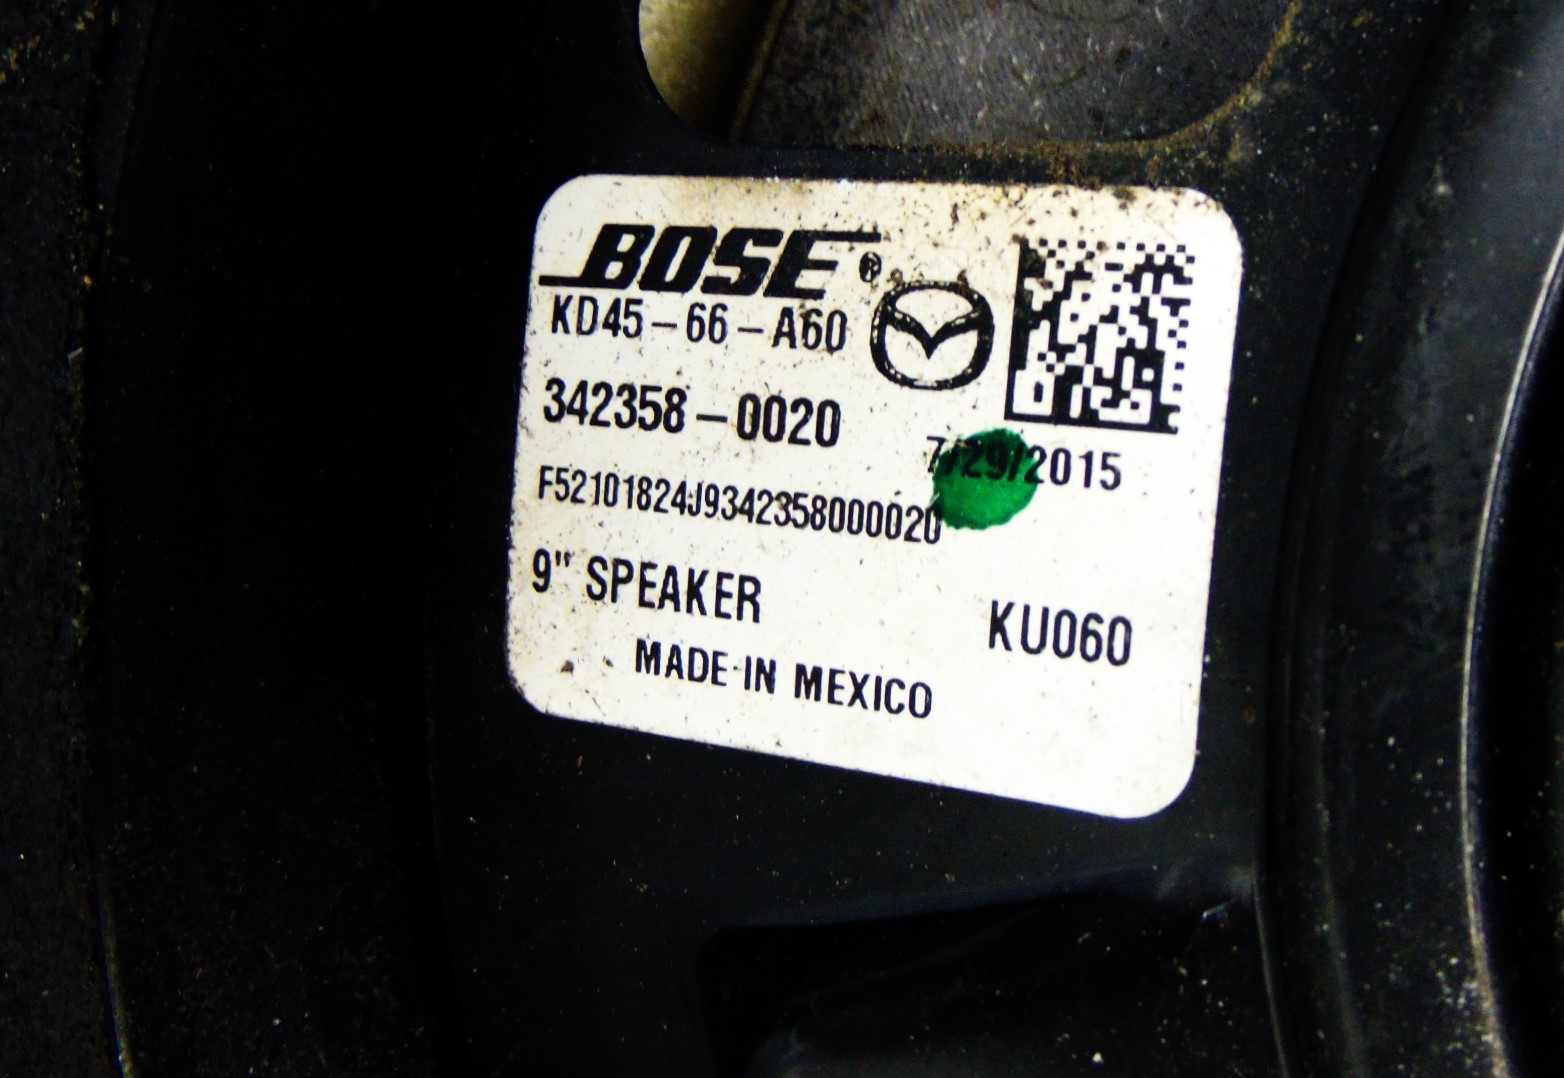 BOSE®
KD45-66-A60
342358-0020
7/29/2015
F52101824J9342358000020
9" SPEAKER
KU060
MADE IN MEXICO